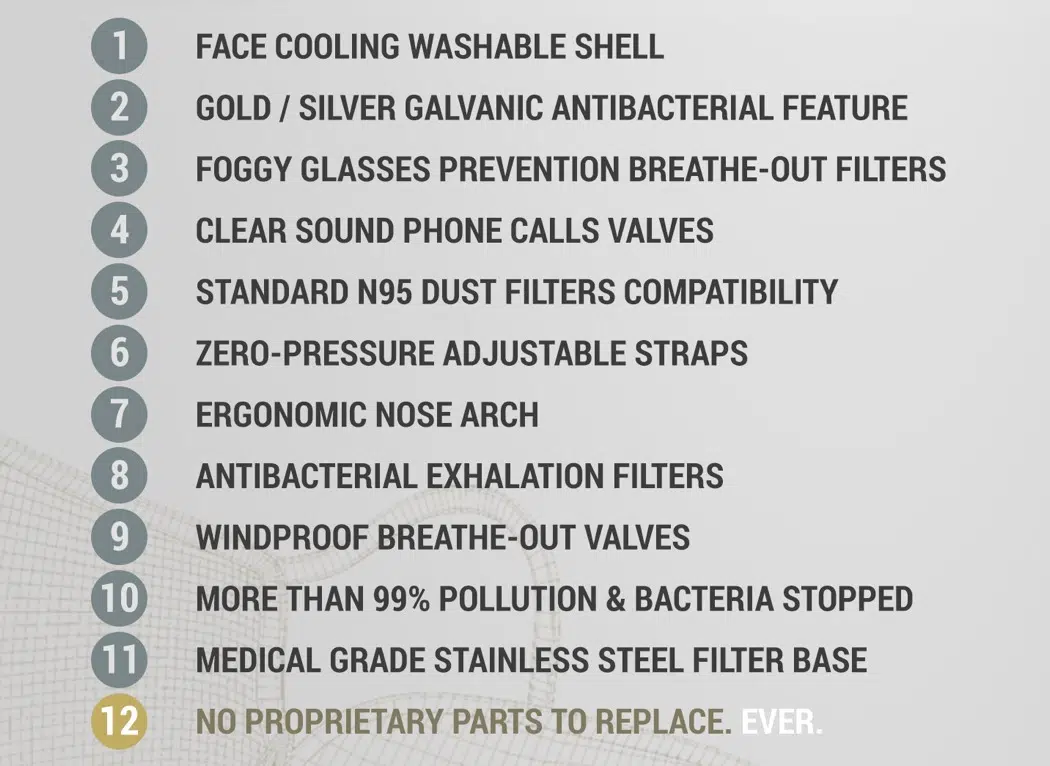 1 FACE COOLING WASHABLE SHELL
2 GOLD / SILVER GALVANIC ANTIBACTERIAL FEATURE
3 FOGGY GLASSES PREVENTION BREATHE-OUT FILTERS
4 CLEAR SOUND PHONE CALLS VALVES
5 STANDARD N95 DUST FILTERS COMPATIBILITY
6 ZERO-PRESSURE ADJUSTABLE STRAPS
7 ERGONOMIC NOSE ARCH
8 ANTIBACTERIAL EXHALATION FILTERS
9 WINDPROOF BREATHE-OUT VALVES
10 MORE THAN 99% POLLUTION & BACTERIA STOPPED
11 MEDICAL GRADE STAINLESS STEEL FILTER BASE
12 NO PROPRIETARY PARTS TO REPLACE. EVER.